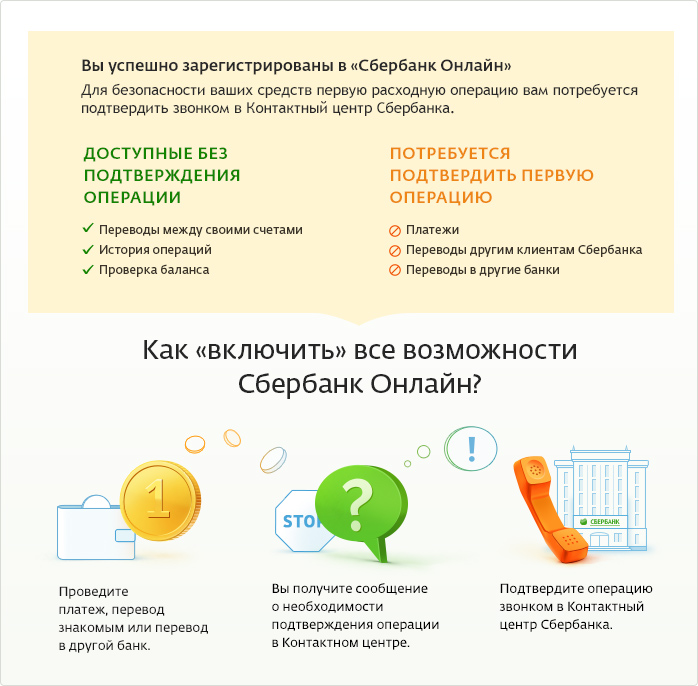 Вы успешно зарегистрированы в «Сбербанк Онлайн»
Для безопасности ваших средств первую расходную операцию вам потребуется
подтвердить звонком в Контактный центр Сбербанка.
ДОСТУПНЫЕ БЕЗ
ПОДТВЕРЖДЕНИЯ
ОПЕРАЦИИ
Переводы между своими счетами
История операций
Проверка баланса
ПОТРЕБУЕТСЯ
ПОДТВЕРДИТЬ ПЕРВУЮ
ОПЕРАЦИЮ
Платежи
Переводы другим клиентам Сбербанка
Переводы в другие банки
Как «включить» все возможности
Сбербанк Онлайн?
1
STOP
?
!
СБЕРБАНК
Проведите
платеж, перевод
знакомым или перевод
в другой банк.
Вы получите сообщение
о необходимости
подтверждения операции
в Контактном центре.
Подтвердите операцию
звонком в Контактный
центр Сбербанка.